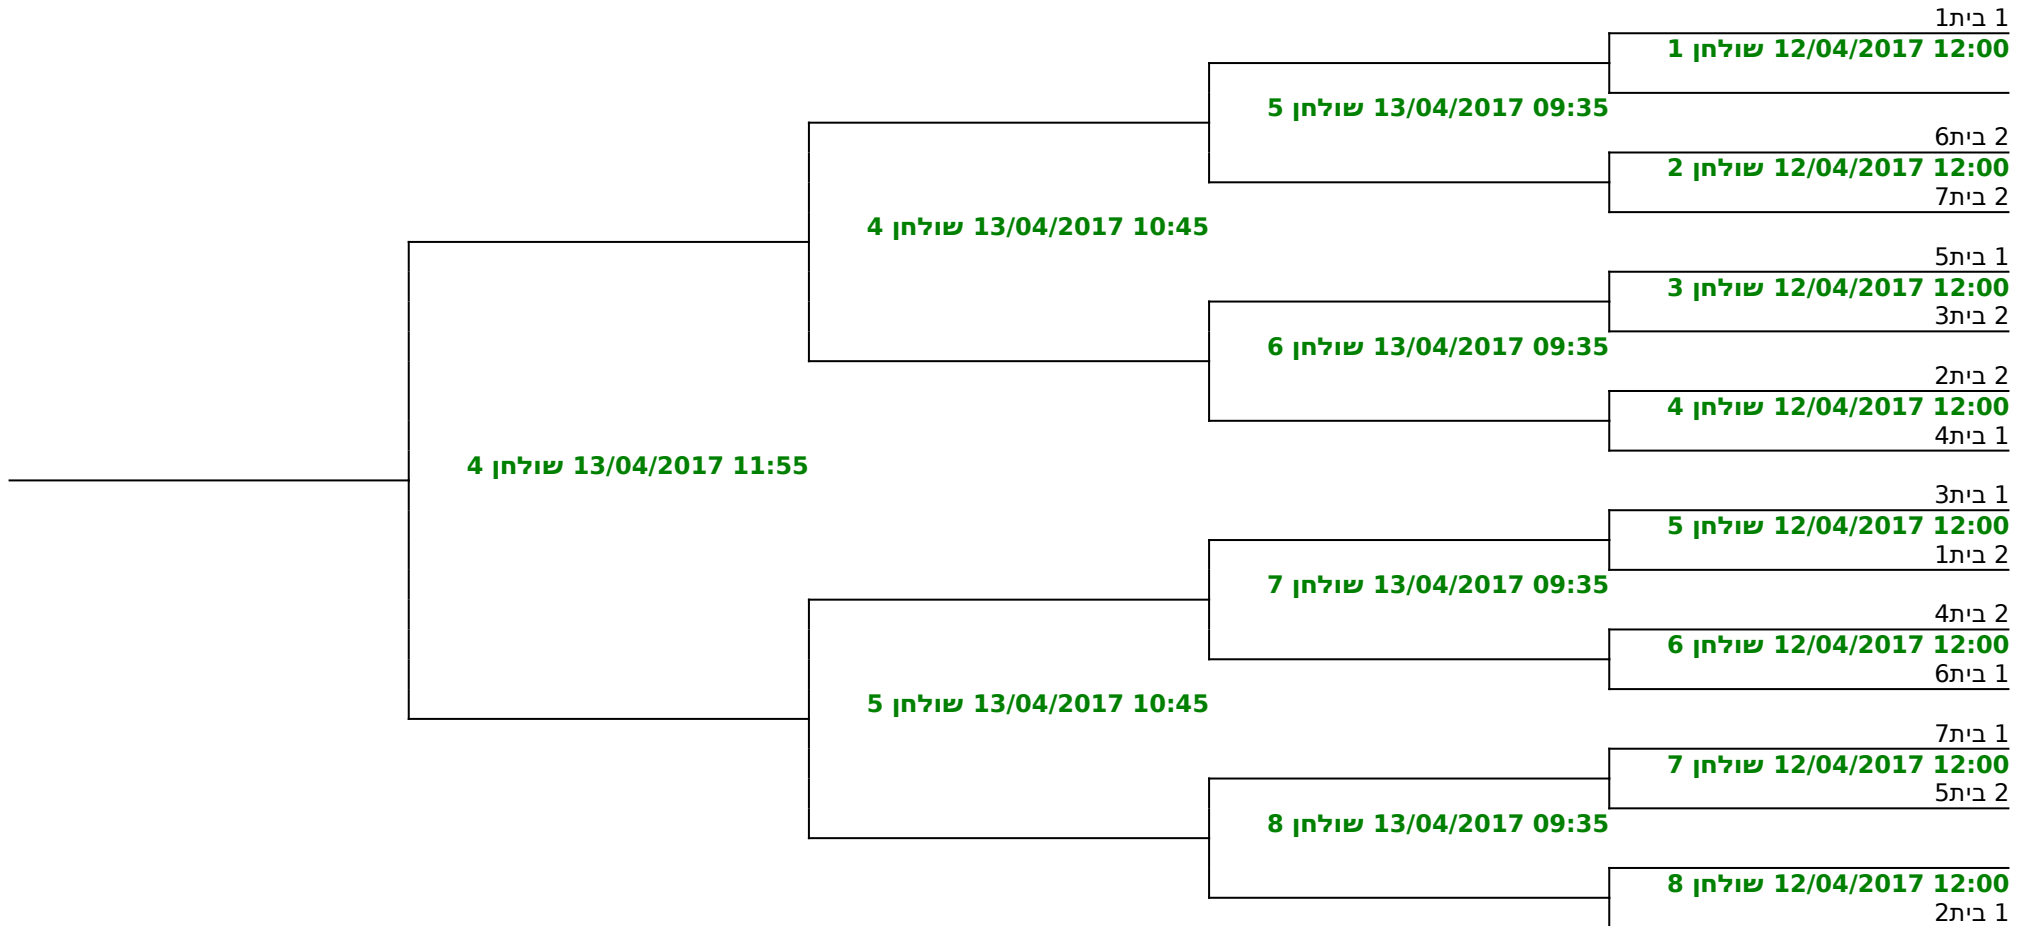 1 בית1
12:00 12/04/2017 שולחן 1
09:35 13/04/2017 שולחן 5
2 בית6
12:00 12/04/2017 שולחן 2
2 בית7
10:45 13/04/2017 שולחן 4
1 בית5
12:00 12/04/2017 שולחן 3
2 בית3
09:35 13/04/2017 שולחן 6
2 בית2
12:00 12/04/2017 שולחן 4
1 בית4
11:55 13/04/2017 שולחן 4
1 בית3
12:00 12/04/2017 שולחן 5
2 בית1
09:35 13/04/2017 שולחן 7
2 בית4
12:00 12/04/2017 שולחן 6
1 בית6
10:45 13/04/2017 שולחן 5
1 בית7
12:00 12/04/2017 שולחן 7
2 בית5
09:35 13/04/2017 שולחן 8
12:00 12/04/2017 שולחן 8
1 בית2